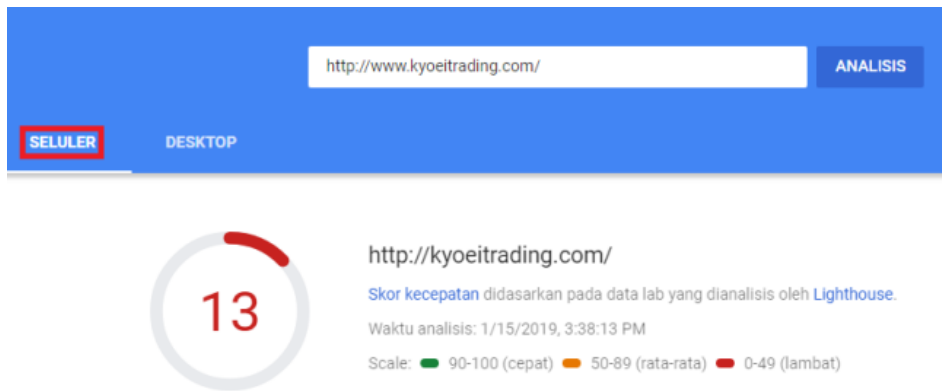 http://www.kyoeitrading.com/
ANALISIS
SELULER
DESKTOP
13
http://kyoeitrading.com/
Skor kecepatan didasarkan pada data lab yang dianalisis oleh Lighthouse.
Waktu analisis: 1/15/2019, 3:38:13 PM
Scale: 90-100 (cepat) 50-89 (rata-rata) 0-49 (lambat)